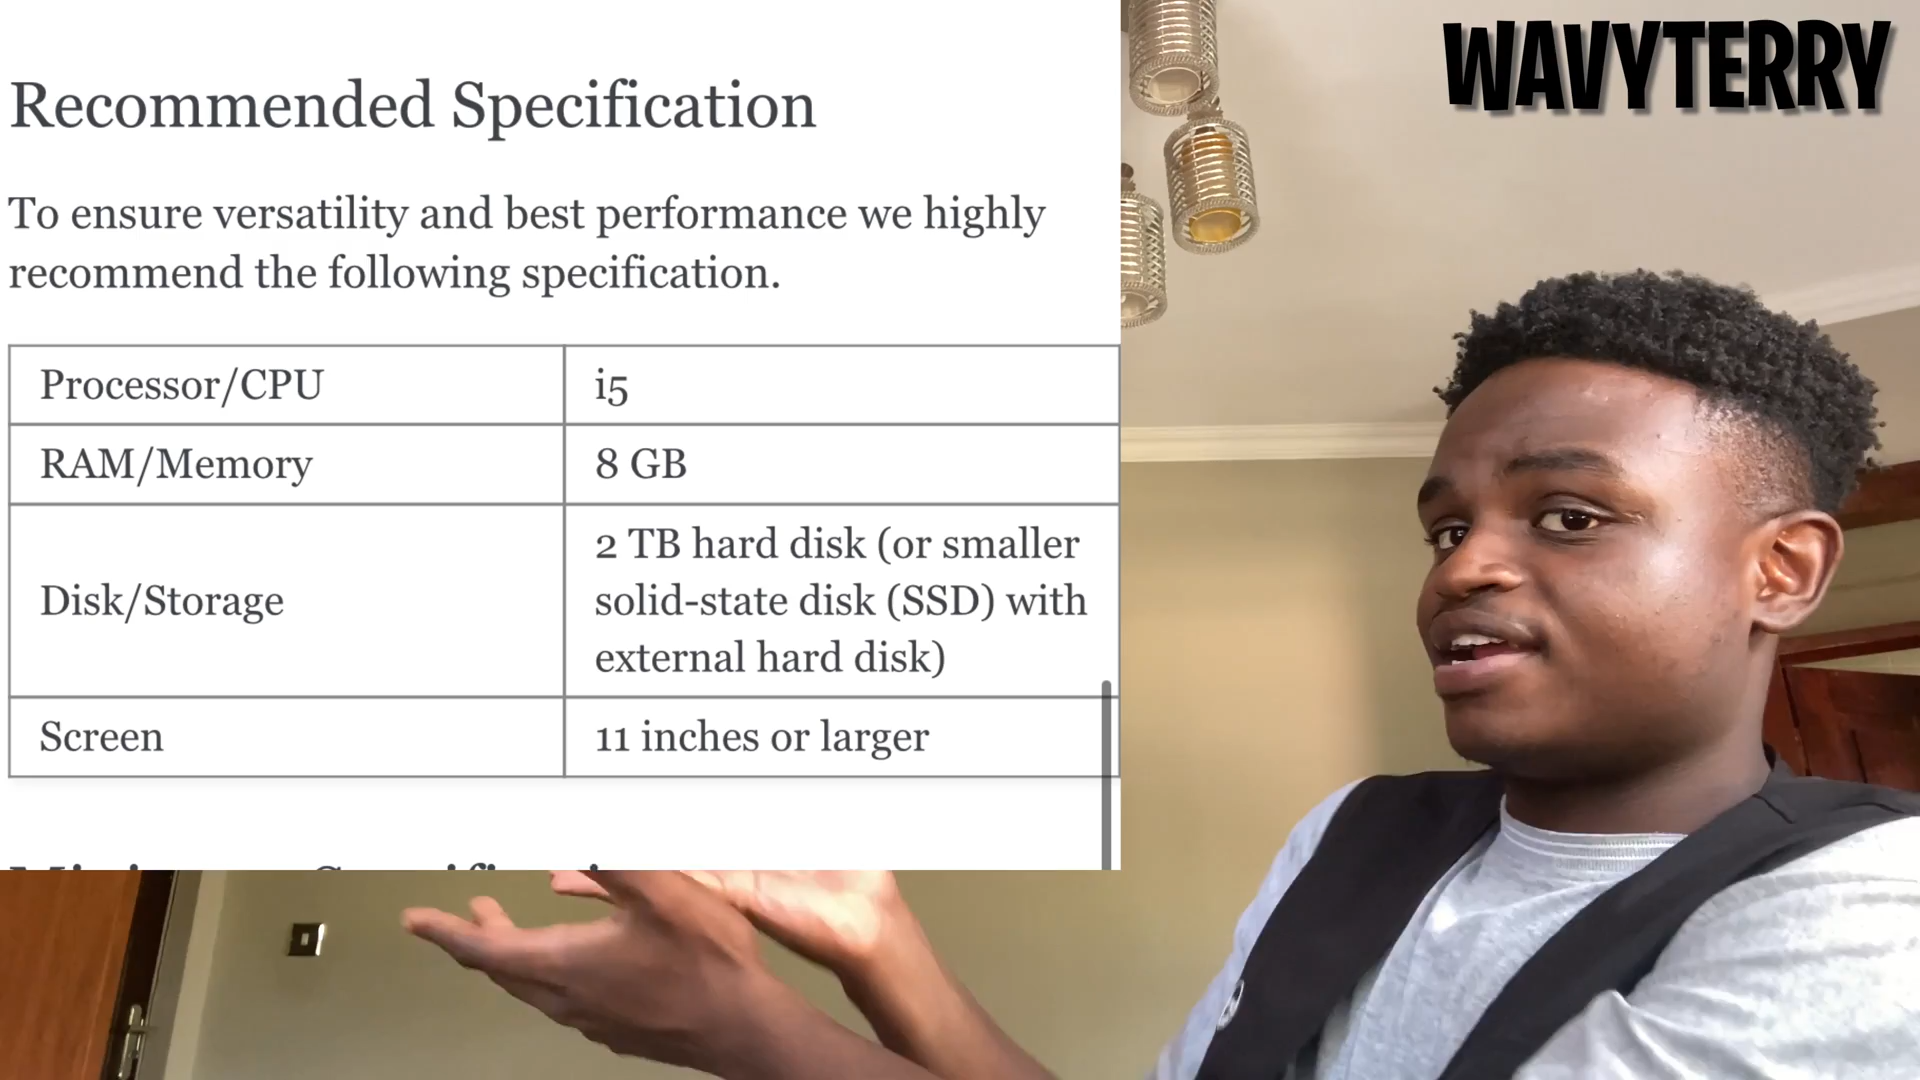 WAVYTERRY
Recommended Specification
To ensure versatility and best performance we highly
recommend the following specification.
Processor/CPU
i5
RAM/Memory
8 GB
Disk/Storage
2 TB hard disk (or smaller
solid-state disk (SSD) with
external hard disk)
Screen
11 inches or larger